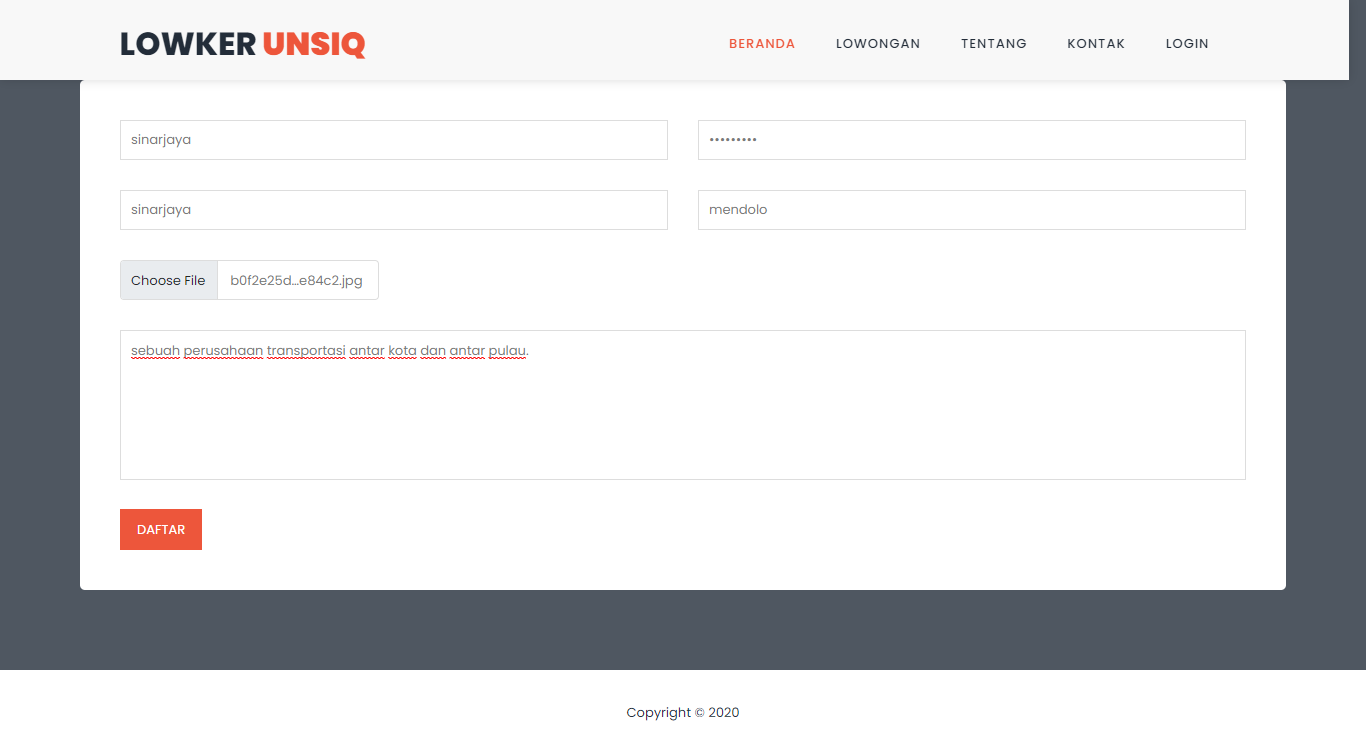 LOWKER UNSIQ BERANDA LOWONGAN TENTANG KONTAK LOGIN
sinarjaya •••••••••
sinarjaya mendolo
Choose File b0f2e25d...e84c2.jpg
sebuah perusahaan transportasi antar kota dan antar pulau.
DAFTAR
Copyright © 2020